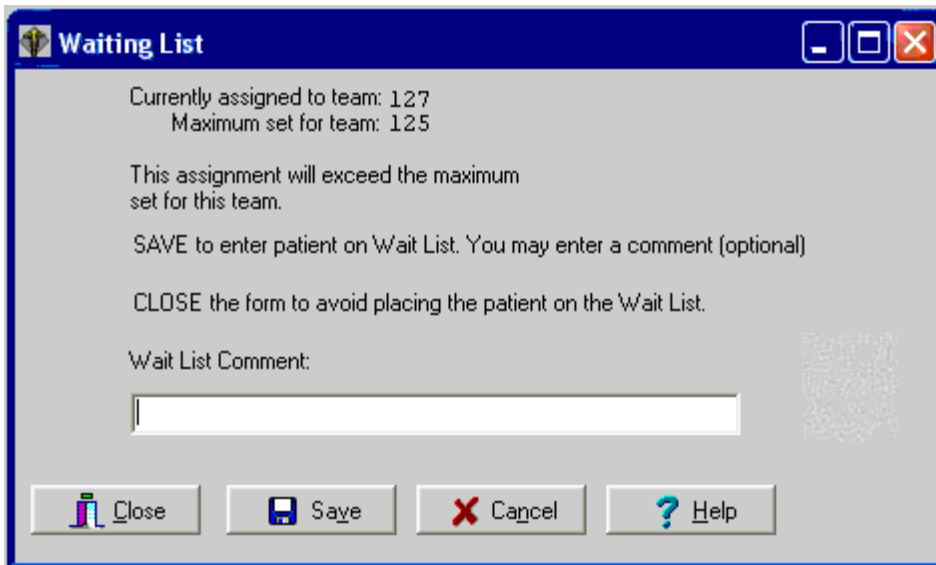 Waiting List
Currently assigned to team: 127
Maximum set for team: 125
This assignment will exceed the maximum
set for this team.
SAVE to enter patient on Wait List. You may enter a comment (optional)
CLOSE the form to avoid placing the patient on the Wait List.
Wait List Comment:
Close Save Cancel Help